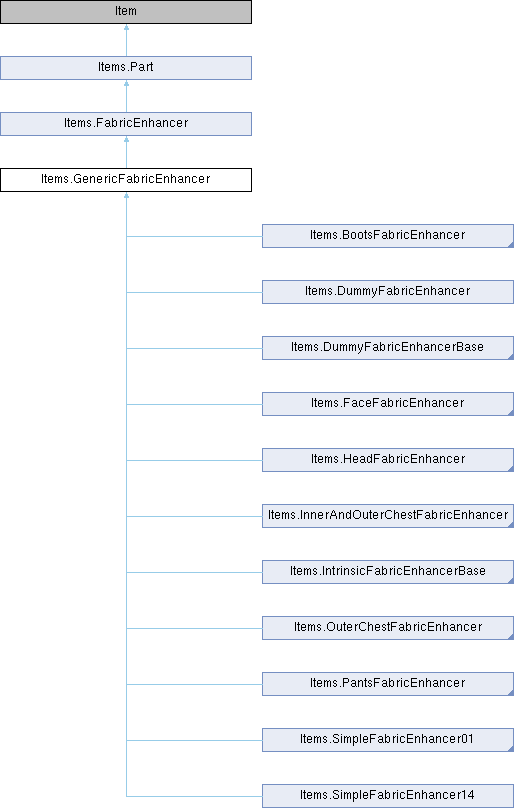 Item
Items.Part
Items.FabricEnhancer
Items.GenericFabricEnhancer
Items.BootsFabricEnhancer
Items.DummyFabricEnhancer
Items.DummyFabricEnhancerBase
Items.FaceFabricEnhancer
Items.HeadFabricEnhancer
Items.InnerAndOuterChestFabricEnhancer
Items.IntrinsicFabricEnhancerBase
Items.OuterChestFabricEnhancer
Items.PantsFabricEnhancer
Items.SimpleFabricEnhancer01
Items.SimpleFabricEnhancer14